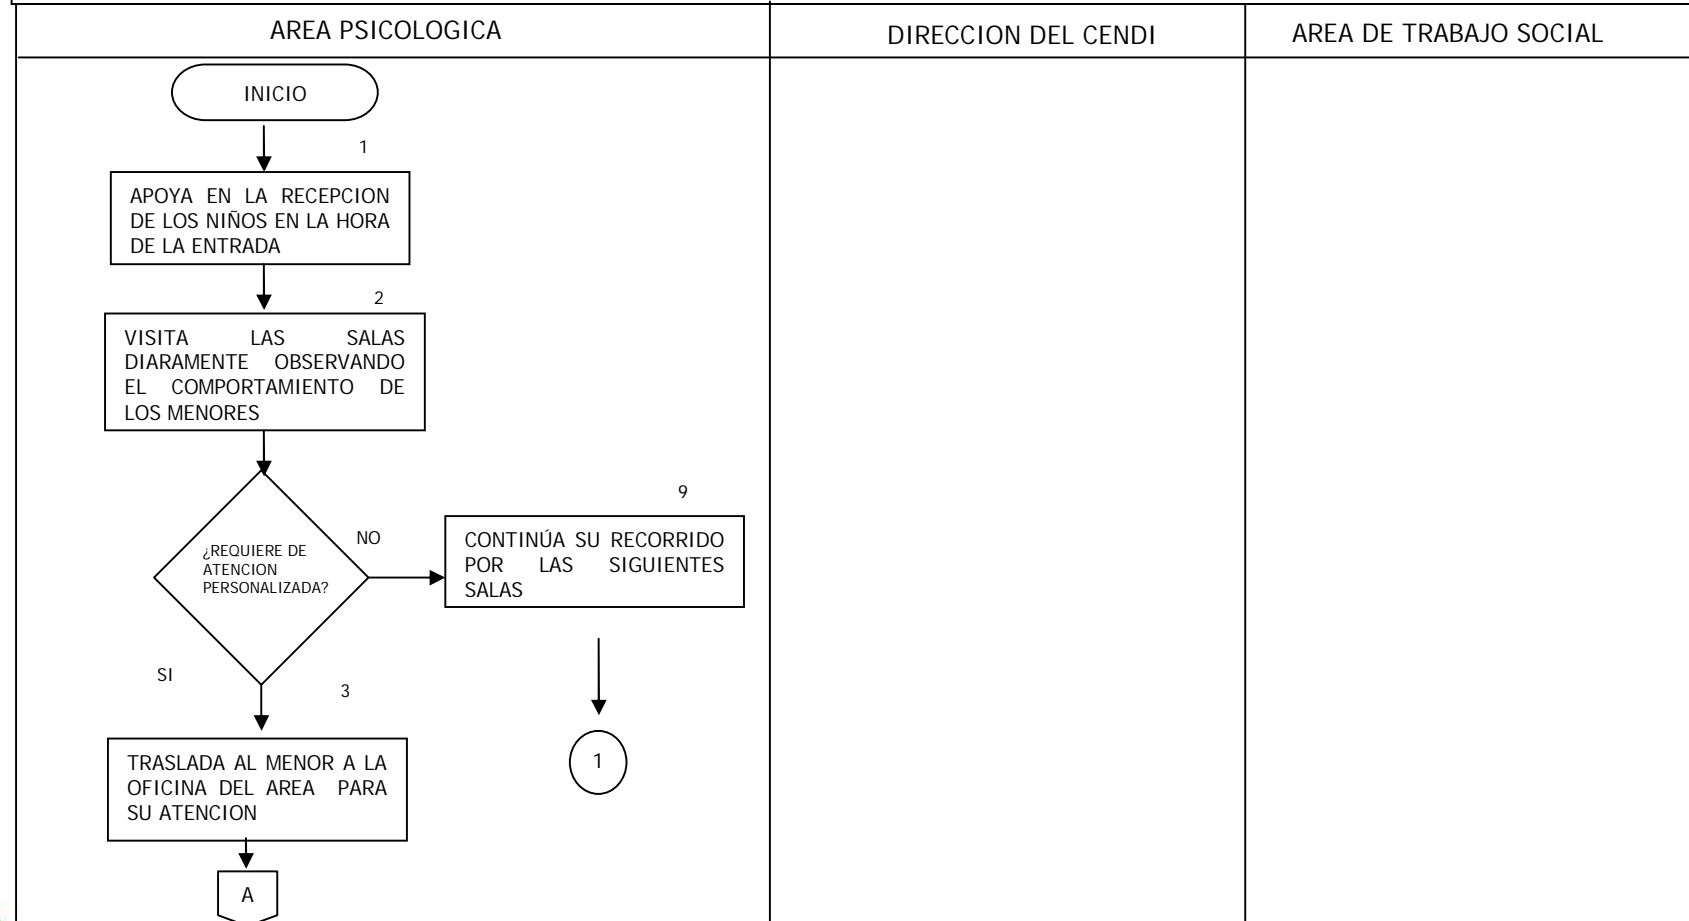 AREA PSICOLOGICA
DIRECCION DEL CENDI
AREA DE TRABAJO SOCIAL
INICIO
1
APOYA EN LA RECEPCION
DE LOS NIÑOS EN LA HORA
DE LA ENTRADA
2
VISITA LAS SALAS
DIARAMENTE OBSERVANDO
EL COMPORTAMIENTO DE
LOS MENORES
¿REQUIERE DE
ATENCION
PERSONALIZADA?
NO
9
CONTINÚA SU RECORRIDO
POR LAS SIGUIENTES
SALAS
1
SI
3
TRASLADA AL MENOR A LA
OFICINA DEL AREA PARA
SU ATENCION
A